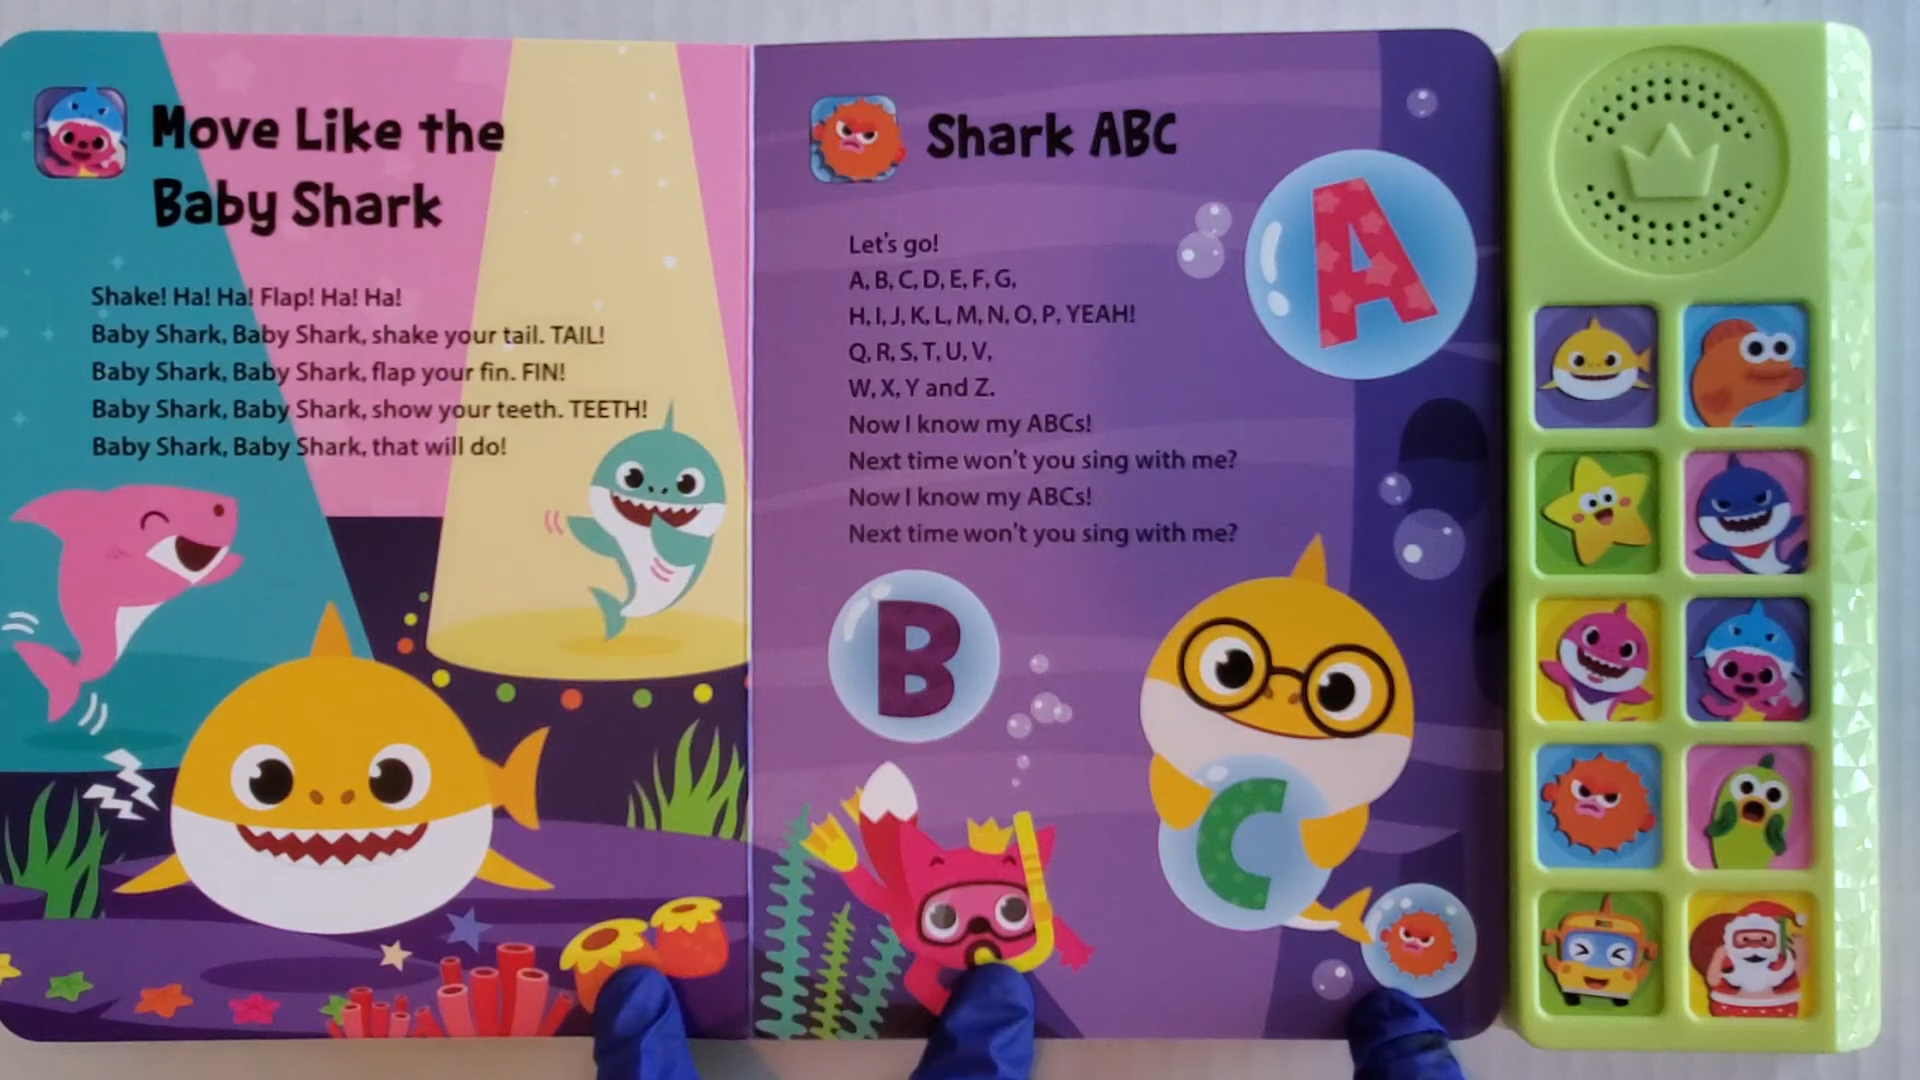 Move Like the
Baby Shark
Shake! Ha! Ha! Flap! Ha! Ha!
Baby Shark, Baby Shark, shake your tail. TAIL!
Baby Shark, Baby Shark, flap your fin. FIN!
Baby Shark, Baby Shark, show your teeth. TEETH!
Baby Shark, Baby Shark, that will do!
Shark ABC
Let's go!
A, B, C, D, E, F, G,
H, I, J, K, L, M, N, O, P, YEAH!
Q, R, S, T, U, V,
W, X, Y and Z.
Now I know my ABCs!
Next time won't you sing with me?
Now I know my ABCs!
Next time won't you sing with me?
A
B
C